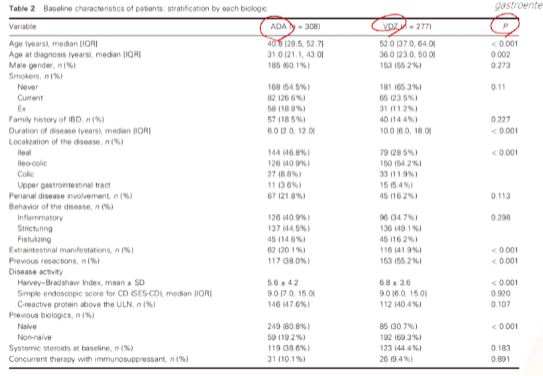 gastroente
Table 2 Baseline characteristics of patients: stratification by each biologic
Variable ADA (n = 308) VDZ (n = 277) P
Age (years), median [IQR] 40.8 [28.5, 52.7] 52.0 [37.0, 64.0] < 0.001
Age at diagnosis (years), median [IQR] 31.0 [21.1, 43.0] 36.0 [23.0, 50.0] 0.002
Male gender, n (%) 185 (60.1%) 153 (55.2%) 0.273
Smokers, n (%)
Never 168 (54.5%) 181 (65.3%) 0.11
Current 82 (26.6%) 65 (23.5%)
Ex 58 (18.8%) 31 (11.2%)
Family history of IBD, n (%) 57 (18.5%) 40 (14.4%) 0.227
Duration of disease (years), median [IQR] 6.0 [2.0, 12.0] 10.0 [6.0, 18.0] < 0.001
Localization of the disease, n (%)
Ileal 144 (46.8%) 79 (28.5%) < 0.001
Ileo-colic 126 (40.9%) 150 (54.2%)
Colic 27 (8.8%) 33 (11.9%)
Upper gastrointestinal tract 11 (3.6%) 15 (5.4%)
Perianal disease involvement, n (%) 67 (21.8%) 45 (16.2%) 0.113
Behavior of the disease, n (%)
Inflammatory 126 (40.9%) 96 (34.7%) 0.298
Stricturing 137 (44.5%) 136 (49.1%)
Fistulizing 45 (14.6%) 45 (16.2%)
Extraintestinal manifestations, n (%) 62 (20.1%) 116 (41.9%) < 0.001
Previous resections, n (%) 117 (38.0%) 153 (55.2%) < 0.001
Disease activity
Harvey–Bradshaw Index, mean ± SD 5.6 ± 4.2 6.8 ± 3.6 < 0.001
Simple endoscopic score for CD (SES-CD), median [IQR] 9.0 [7.0, 15.0] 9.0 [6.0, 15.0] 0.920
C-reactive protein above the ULN, n (%) 146 (47.6%) 112 (40.4%) 0.107
Previous biologics, n (%)
Naive 249 (80.8%) 85 (30.7%) < 0.001
Non-naive 59 (19.2%) 192 (69.3%)
Systemic steroids at baseline, n (%) 119 (38.6%) 123 (44.4%) 0.183
Concurrent therapy with immunosuppressant, n (%) 31 (10.1%) 26 (9.4%) 0.891